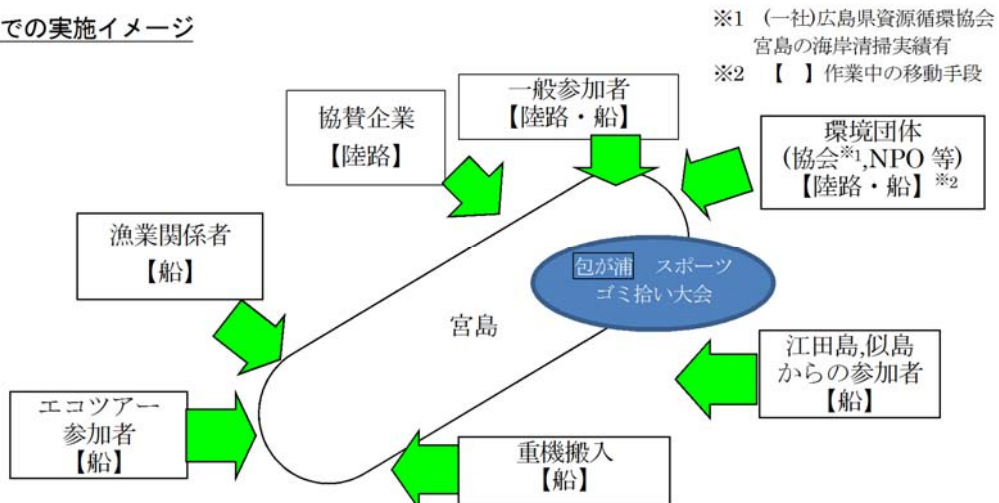 での実施イメージ
※1 (一社)広島県資源循環協会
宮島の海岸清掃実績有
※2 【 】作業中の移動手段
一般参加者
【陸路・船】
協賛企業
【陸路】
環境団体
(協会※1,NPO 等)
【陸路・船】※2
漁業関係者
【船】
包が浦 スポーツ
ゴミ拾い大会
宮島
江田島,似島
からの参加者
【船】
エコツアー
参加者
【船】
重機搬入
【船】